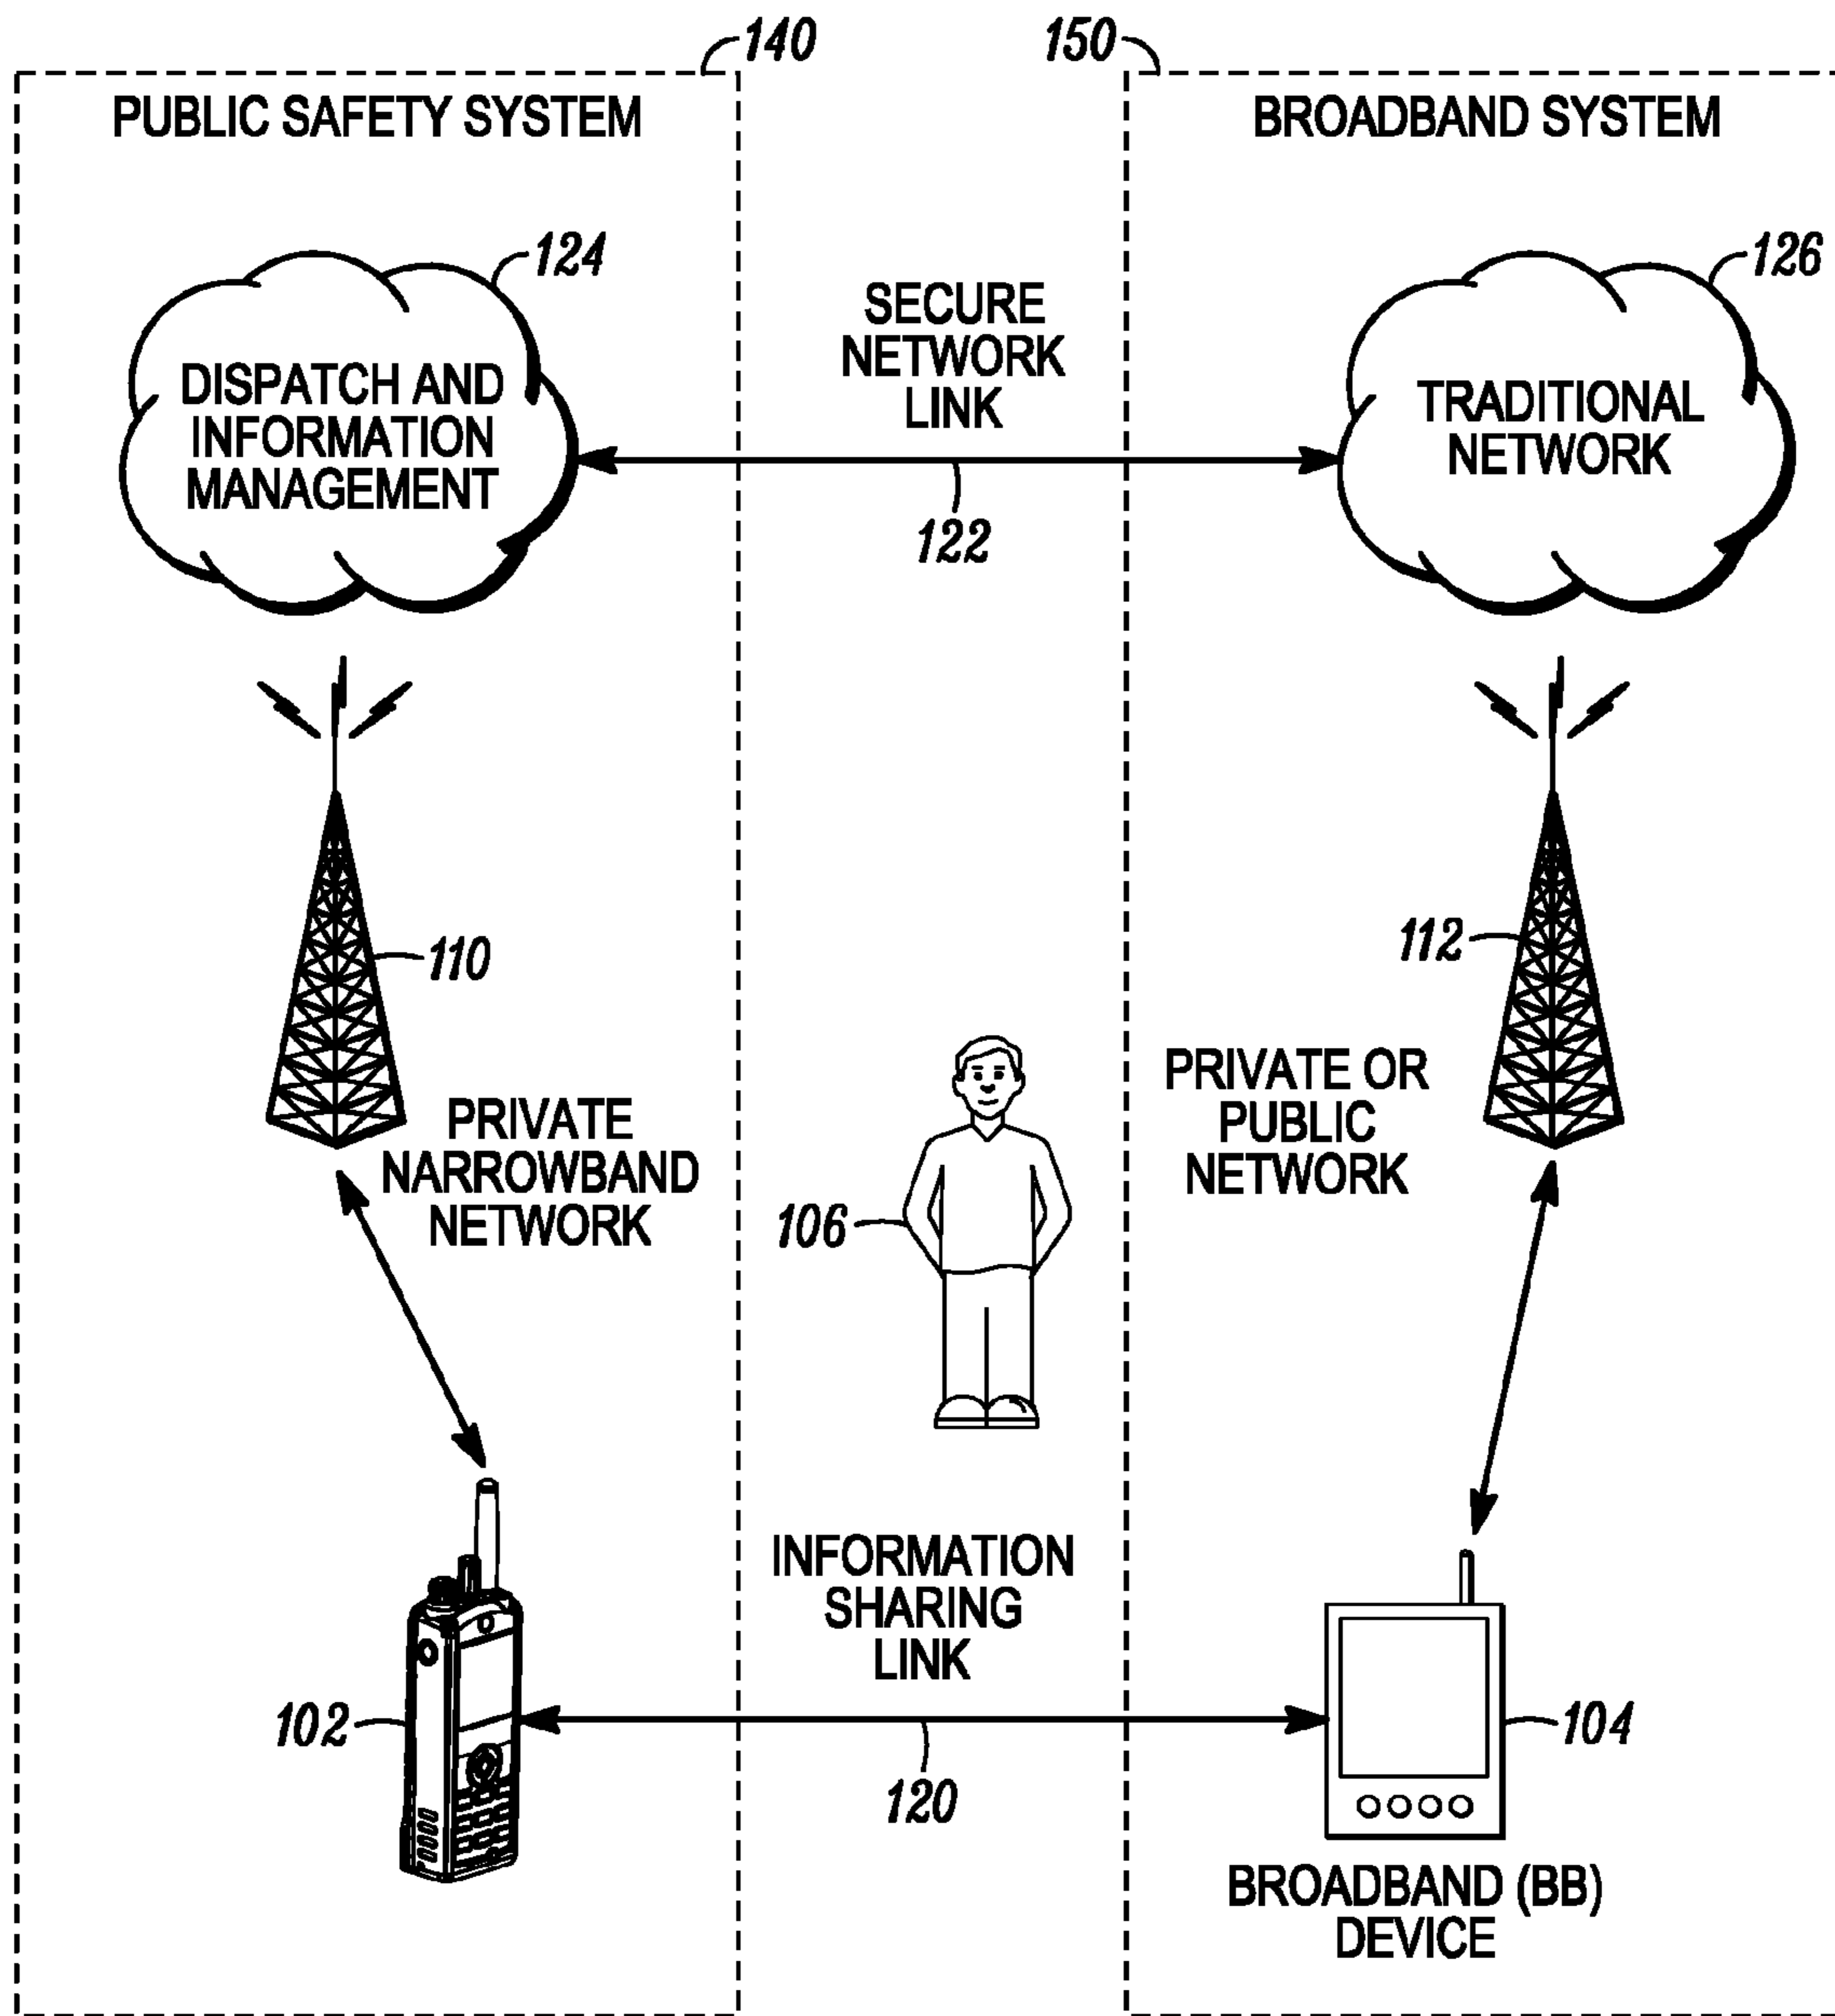 140
150
PUBLIC SAFETY SYSTEM
BROADBAND SYSTEM
124
126
SECURE
NETWORK
LINK
DISPATCH AND
INFORMATION
MANAGEMENT
TRADITIONAL
NETWORK
122
110
112
PRIVATE
NARROWBAND
NETWORK
106
PRIVATE OR
PUBLIC
NETWORK
INFORMATION
SHARING
LINK
102
104
120
BROADBAND (BB)
DEVICE